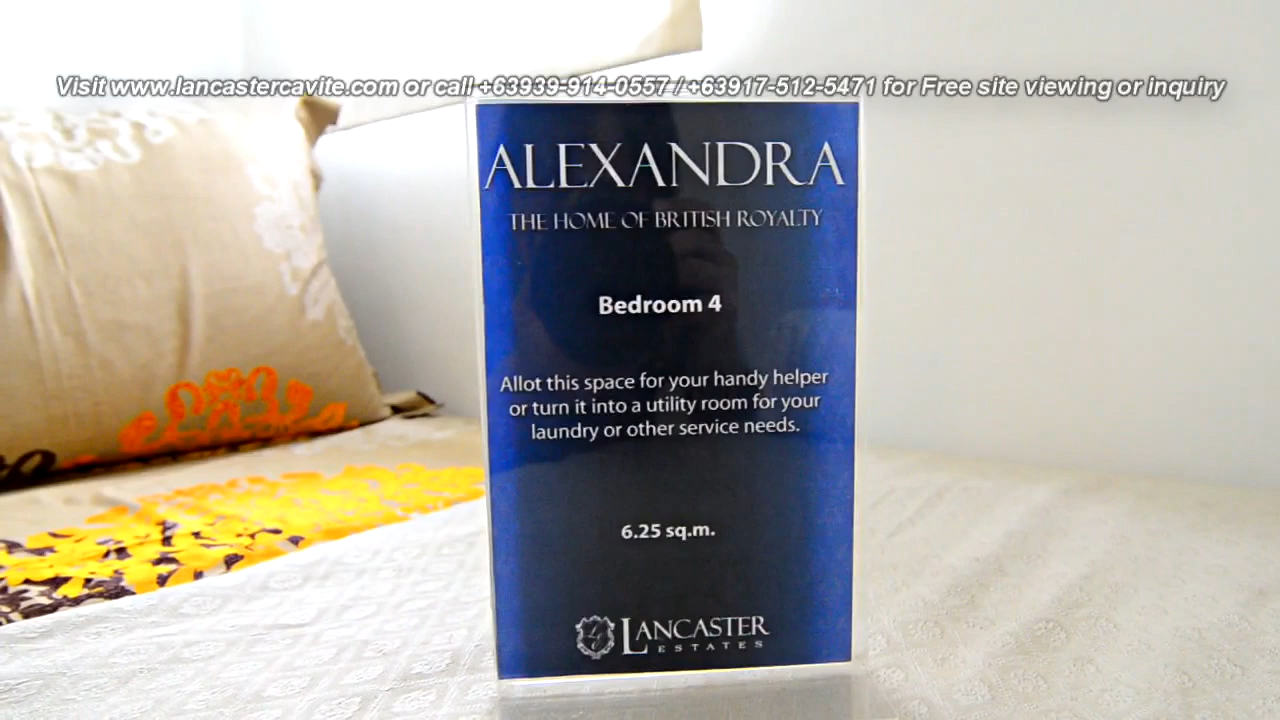 Visit www.lancastercavite.com or call +63939-914-0557 / +63917-512-5471 for Free site viewing or inquiry
ALEXANDRA
THE HOME OF BRITISH ROYALTY
Bedroom 4
Allot this space for your handy helper
or turn it into a utility room for your
laundry or other service needs.
6.25 sq.m.
LANCASTER
ESTATES